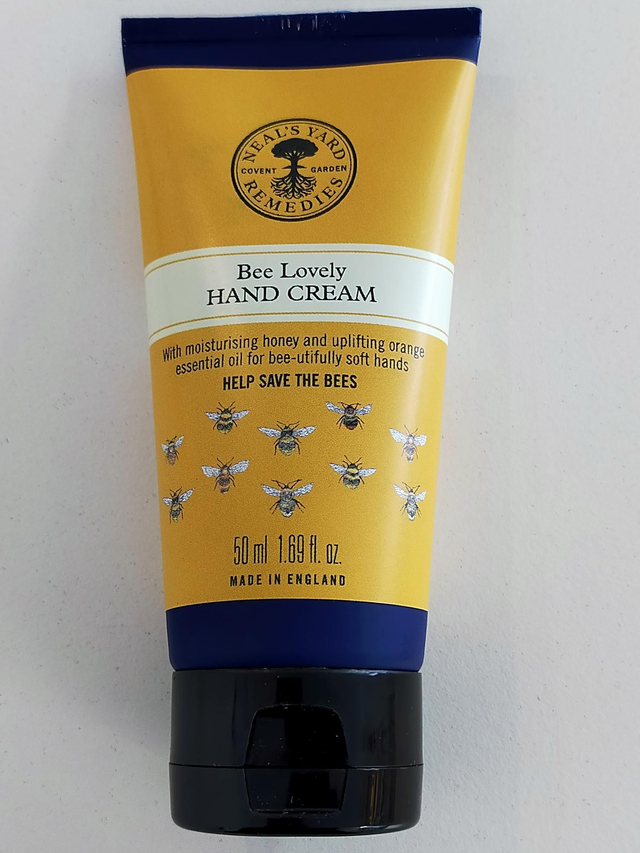 NEAL'S YARD
COVENT GARDEN
REMEDIES
Bee Lovely
HAND CREAM
With moisturising honey and uplifting orange
essential oil for bee-utifully soft hands
HELP SAVE THE BEES
50 ml 1.69 fl. oz.
MADE IN ENGLAND